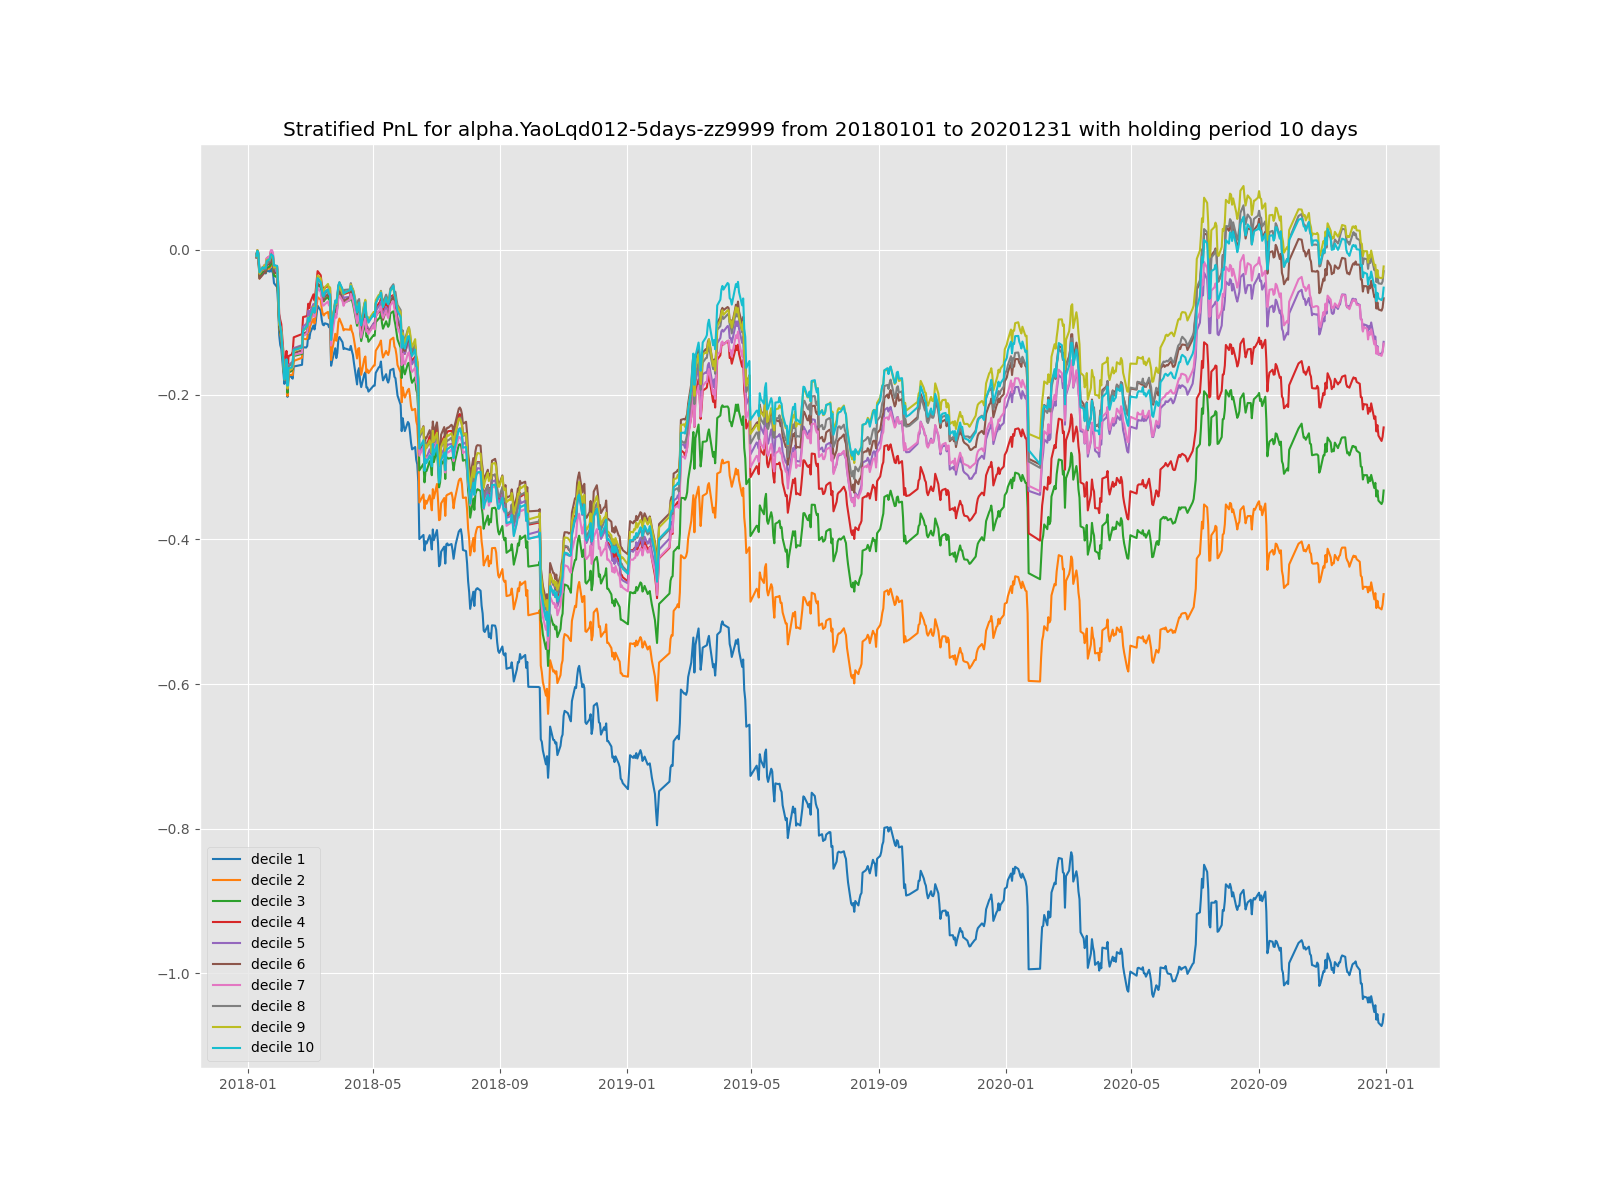 Stratified PnL for alpha.YaoLqd012-5days-zz9999 from 20180101 to 20201231 with holding period 10 days
0.0
−0.2
−0.4
−0.6
−0.8
−1.0
decile 1
decile 2
decile 3
decile 4
decile 5
decile 6
decile 7
decile 8
decile 9
decile 10
2018-01 2018-05 2018-09 2019-01 2019-05 2019-09 2020-01 2020-05 2020-09 2021-01